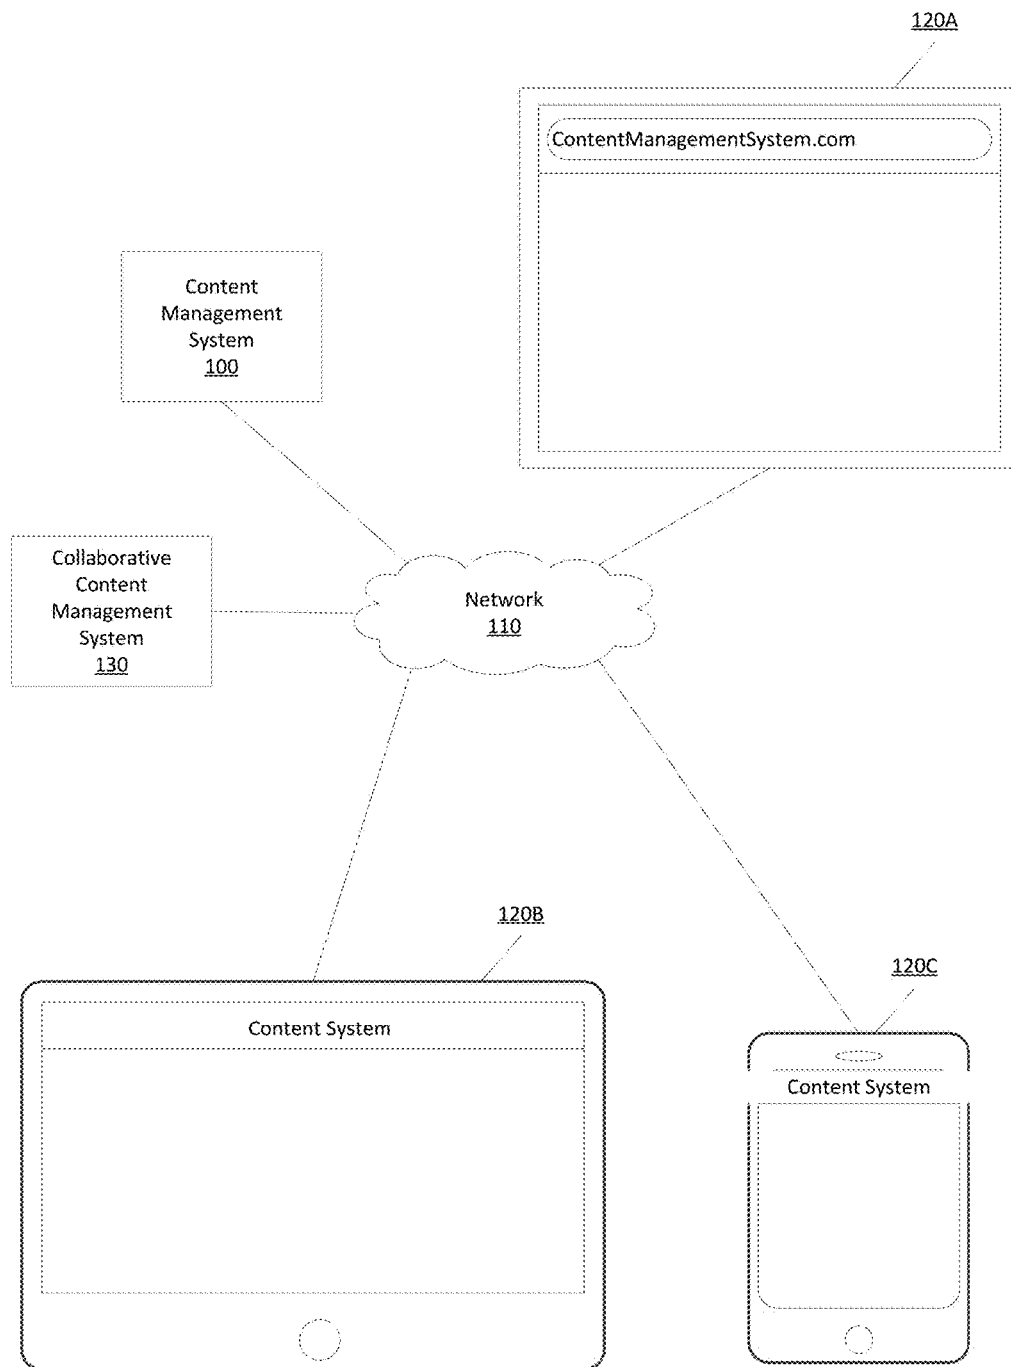 120A
ContentManagementSystem.com
Content
Management
System
100
Collaborative
Content
Management
System
130
Network
110
120B
Content System
120C
Content System